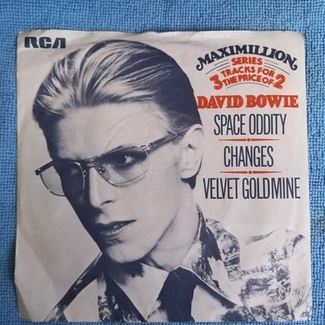 RCA
MAXIMILLION
SERIES
3 TRACKS FOR
THE PRICE OF 2
DAVID BOWIE
SPACE ODDITY
CHANGES
VELVET GOLDMINE